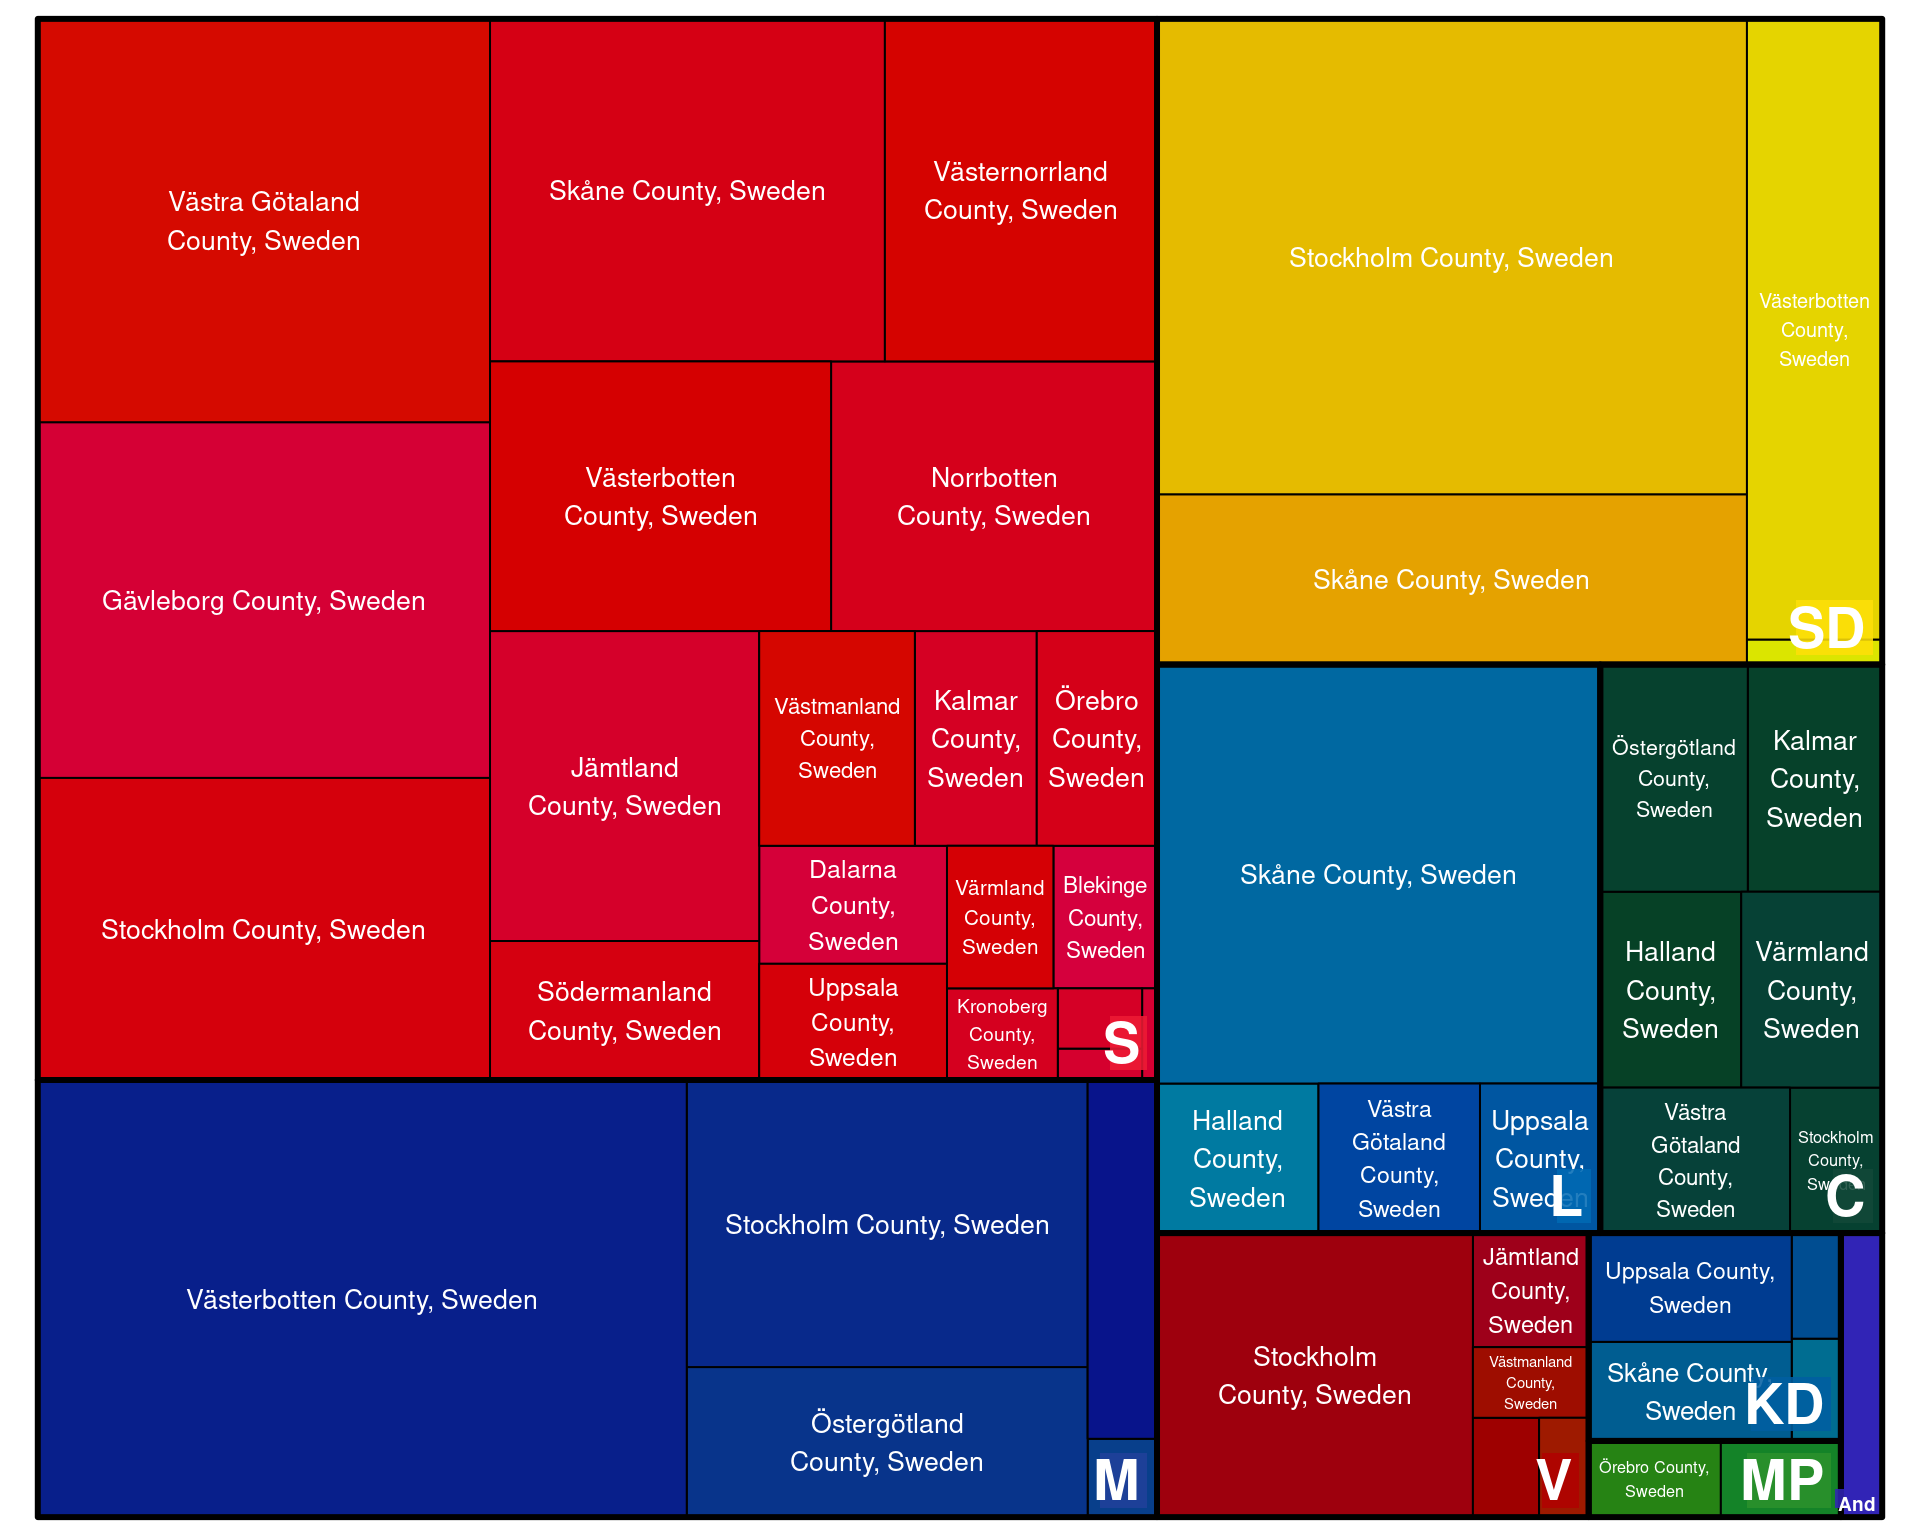 Västra Götaland
County, Sweden
Gävleborg County, Sweden
Stockholm County, Sweden
Skåne County, Sweden
Västernorrland
County, Sweden
Västerbotten
County, Sweden
Norrbotten
County, Sweden
Jämtland
County, Sweden
Södermanland
County, Sweden
Västmanland
County,
Sweden
Kalmar
County,
Sweden
Örebro
County,
Sweden
Dalarna
County,
Sweden
Uppsala
County,
Sweden
Värmland
County,
Sweden
Blekinge
County,
Sweden
Kronoberg
County,
Sweden
S
Västerbotten County, Sweden
Stockholm County, Sweden
Östergötland
County, Sweden
M
Stockholm County, Sweden
Skåne County, Sweden
Västerbotten
County,
Sweden
SD
Skåne County, Sweden
Halland
County,
Sweden
Västra
Götaland
County,
Sweden
Uppsala
County,
Sweden
L
Östergötland
County,
Sweden
Kalmar
County,
Sweden
Halland
County,
Sweden
Värmland
County,
Sweden
Västra
Götaland
County,
Sweden
Stockholm
County,
Sweden
C
Stockholm
County, Sweden
Jämtland
County,
Sweden
Västmanland
County,
Sweden
V
Uppsala County,
Sweden
Skåne County,
Sweden
KD
Örebro County,
Sweden
MP
And